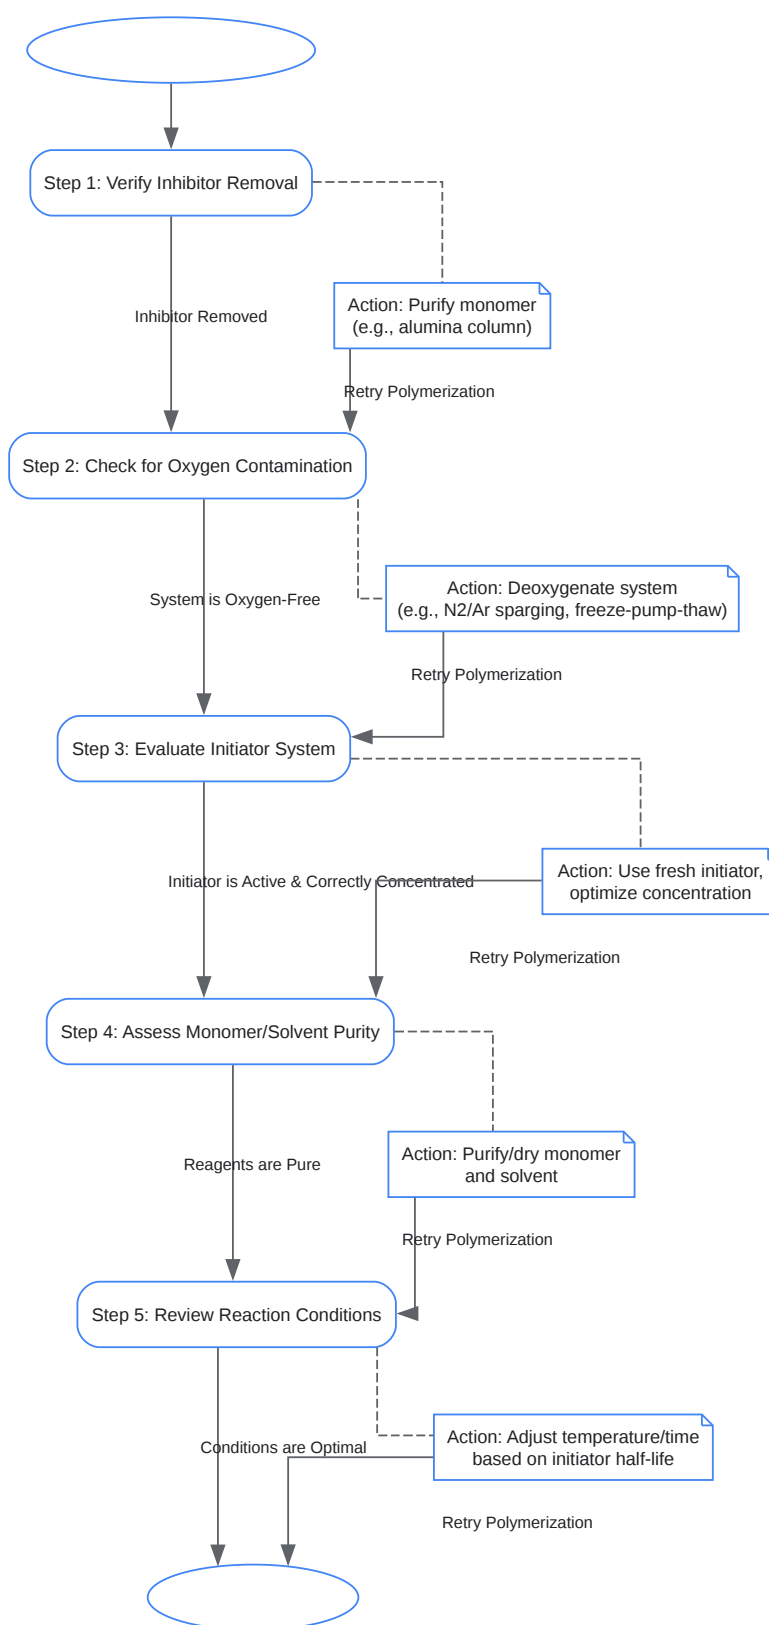 Step 1: Verify Inhibitor Removal
Inhibitor Removed
Action: Purify monomer
(e.g., alumina column)
Retry Polymerization
Step 2: Check for Oxygen Contamination
System is Oxygen-Free
Action: Deoxygenate system
(e.g., N2/Ar sparging, freeze-pump-thaw)
Retry Polymerization
Step 3: Evaluate Initiator System
Initiator is Active & Correctly Concentrated
Action: Use fresh initiator,
optimize concentration
Retry Polymerization
Step 4: Assess Monomer/Solvent Purity
Reagents are Pure
Action: Purify/dry monomer
and solvent
Retry Polymerization
Step 5: Review Reaction Conditions
Conditions are Optimal
Action: Adjust temperature/time
based on initiator half-life
Retry Polymerization